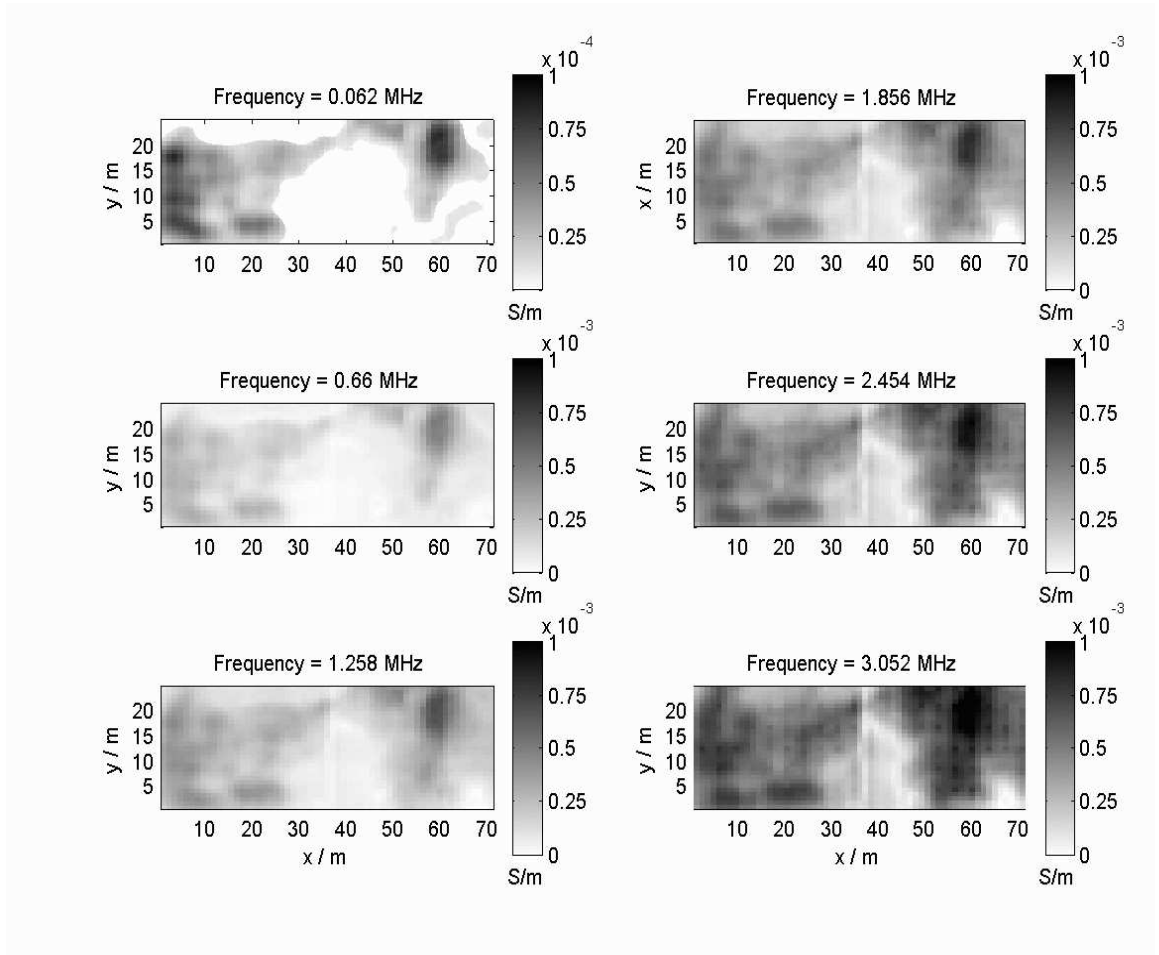 x 10 -4
Frequency = 0.062 MHz
1
0.75
0.5
0.25
S/m
y / m
20
15
10
5
10 20 30 40 50 60 70
x 10 -3
Frequency = 1.856 MHz
1
0.75
0.5
0.25
0
S/m
x / m
20
15
10
5
10 20 30 40 50 60 70
x 10 -3
Frequency = 0.66 MHz
1
0.75
0.5
0.25
0
S/m
y / m
20
15
10
5
10 20 30 40 50 60 70
x 10 -3
Frequency = 2.454 MHz
1
0.75
0.5
0.25
0
S/m
y / m
20
15
10
5
10 20 30 40 50 60 70
x 10 -3
Frequency = 1.258 MHz
1
0.75
0.5
0.25
0
S/m
y / m
20
15
10
5
10 20 30 40 50 60 70
x / m
x 10 -3
Frequency = 3.052 MHz
1
0.75
0.5
0.25
0
S/m
y / m
20
15
10
5
10 20 30 40 50 60 70
x / m